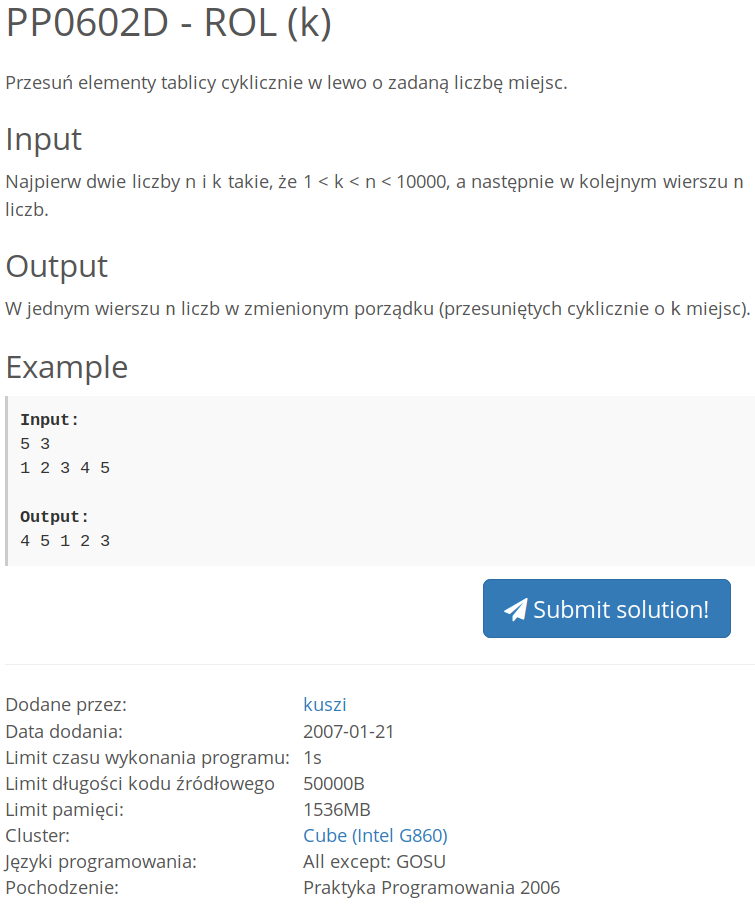 PP0602D - ROL (k)
Przesuń elementy tablicy cyklicznie w lewo o zadaną liczbę miejsc.
Input
Najpierw dwie liczby n i k takie, że 1 < k < n < 10000, a następnie w kolejnym wierszu n
liczb.
Output
W jednym wierszu n liczb w zmienionym porządku (przesuniętych cyklicznie o k miejsc).
Example
Input:
5 3
1 2 3 4 5
Output:
4 5 1 2 3
Submit solution!
Dodane przez: kuszi
Data dodania: 2007-01-21
Limit czasu wykonania programu: 1s
Limit długości kodu źródłowego 50000B
Limit pamięci: 1536MB
Cluster: Cube (Intel G860)
Języki programowania: All except: GOSU
Pochodzenie: Praktyka Programowania 2006